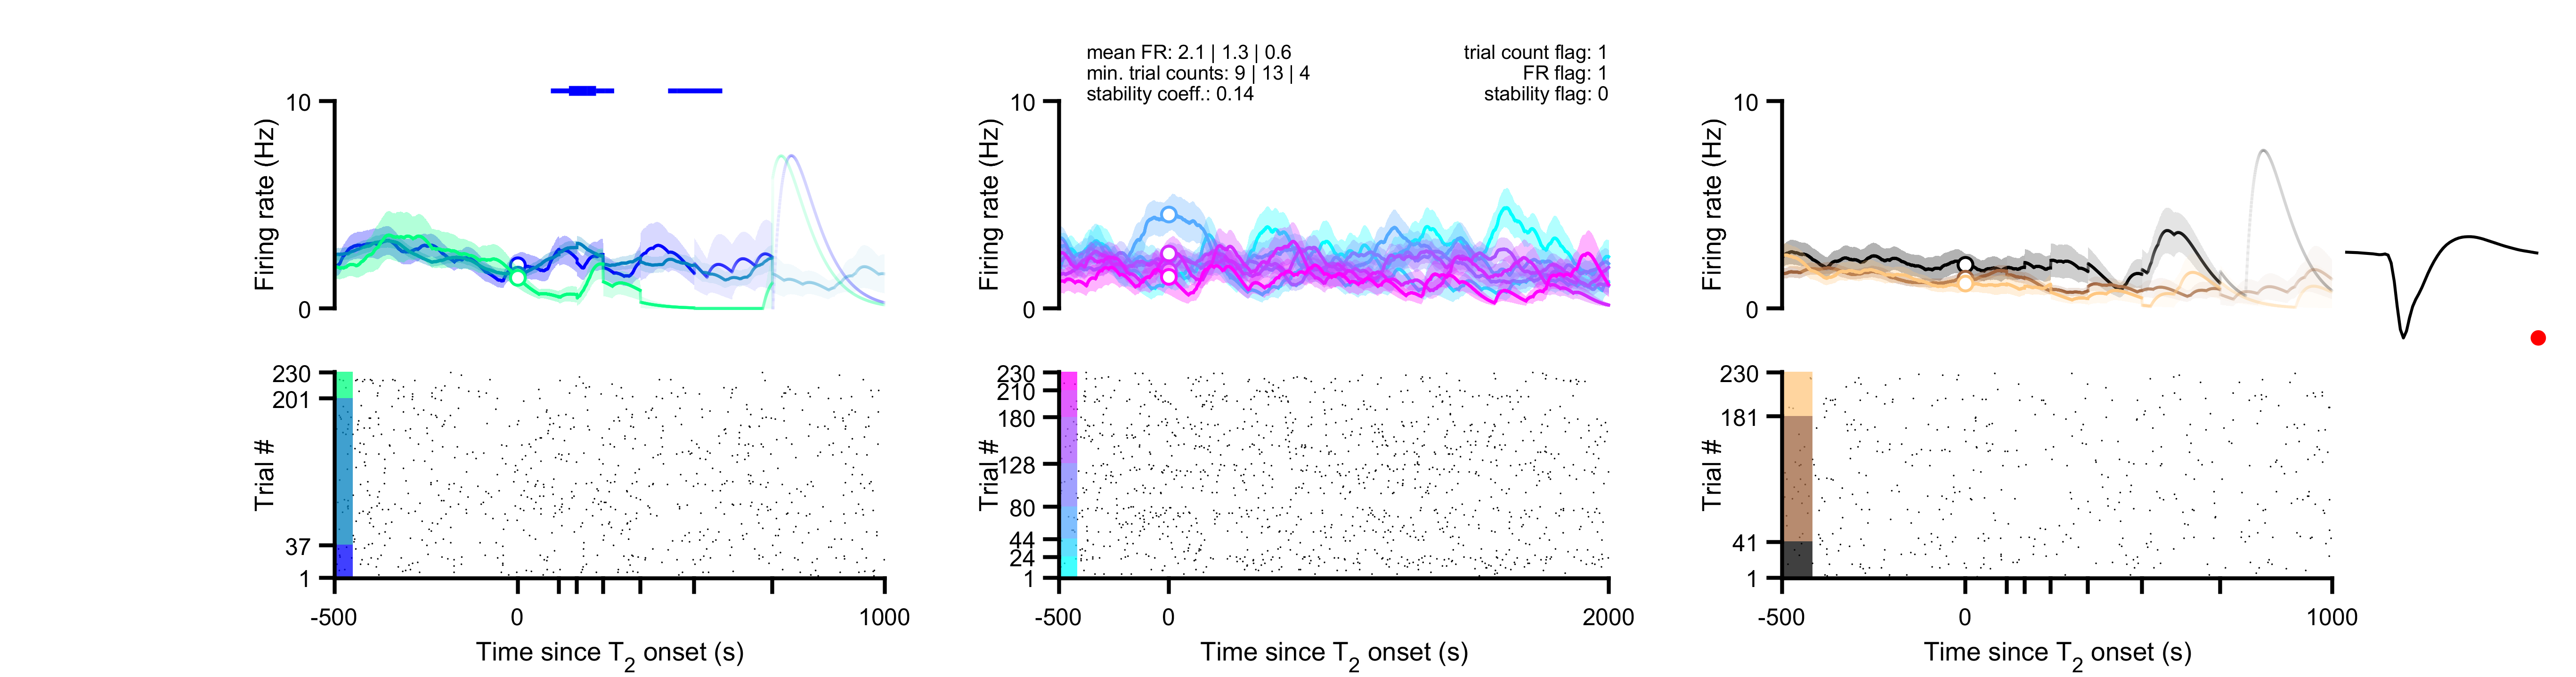 mean FR: 2.1 | 1.3 | 0.6
min. trial counts: 9 | 13 | 4
stability coeff.: 0.14
trial count flag: 1
FR flag: 1
stability flag: 0
10
0
Firing rate (Hz)
10
0
Firing rate (Hz)
10
0
Firing rate (Hz)
230
201
37
1
Trial #
-500
0
1000
Time since T2 onset (s)
230
210
180
128
80
44
24
1
Trial #
-500
0
2000
Time since T2 onset (s)
230
181
41
1
Trial #
-500
0
1000
Time since T2 onset (s)